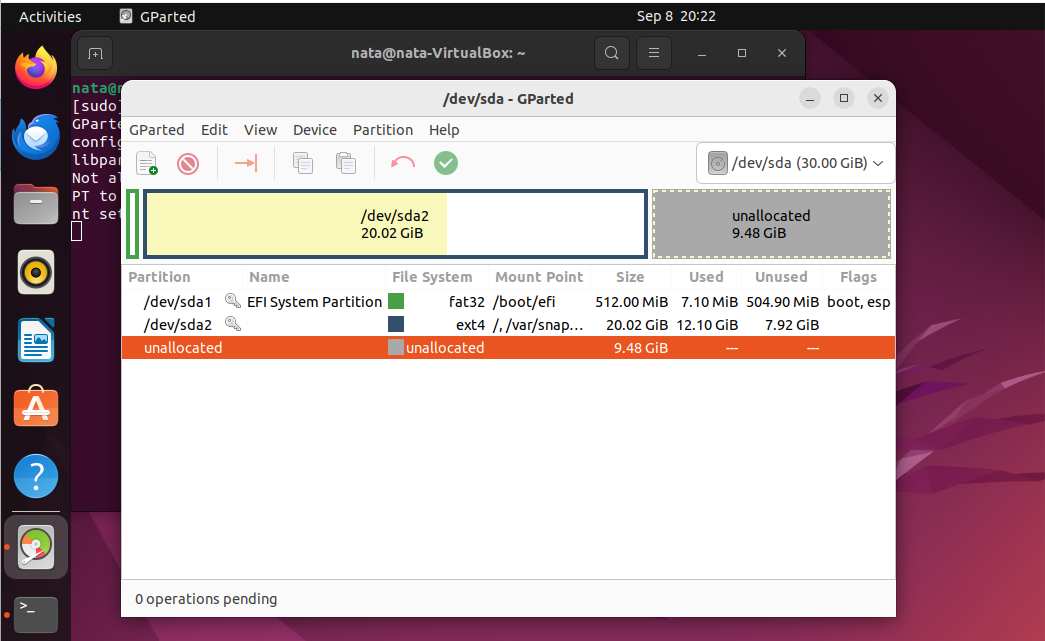 Activities GParted Sep 8 20:22
nata@nata-VirtualBox: ~
nata@
[sudo]
GParte
config
libpar
Not al
PT to
nt set
/dev/sda - GParted
GParted Edit View Device Partition Help
/dev/sda (30.00 GiB)
/dev/sda2
20.02 GiB
unallocated
9.48 GiB
Partition Name File System Mount Point Size Used Unused Flags
/dev/sda1 EFI System Partition fat32 /boot/efi 512.00 MiB 7.10 MiB 504.90 MiB boot, esp
/dev/sda2 ext4 /, /var/snap... 20.02 GiB 12.10 GiB 7.92 GiB
unallocated unallocated 9.48 GiB --- ---
0 operations pending